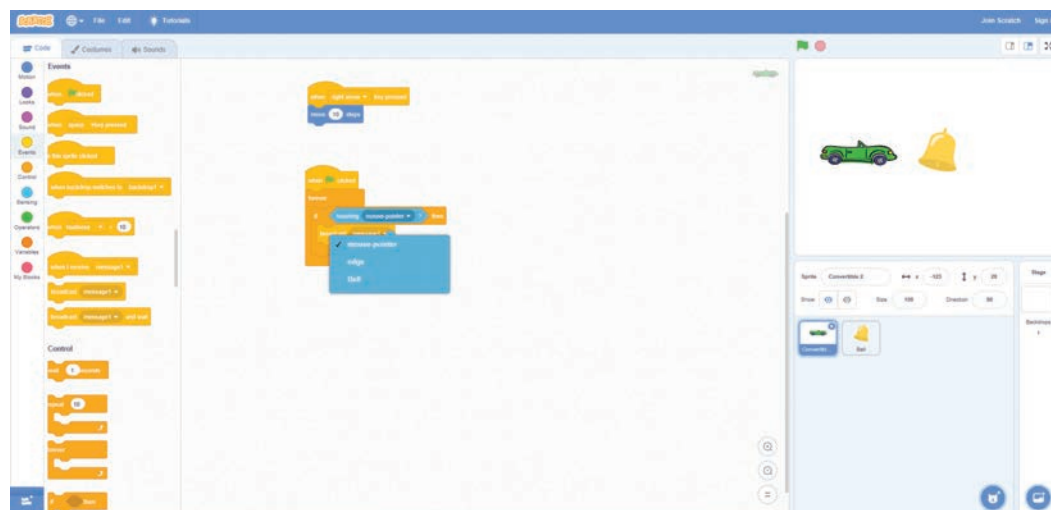 SCRATCH File Edit Tutorials Join Scratch Sign
Code Costumes Sounds
Motion
Looks
Sound
Events
Control
Sensing
Operators
Variables
My Blocks
Events
when clicked
when space key pressed
when this sprite clicked
when backdrop switches to backdrop1
when loudness > 10
when I receive message1
broadcast message1
broadcast message1 and wait
Control
wait 1 seconds
repeat 10
forever
if then
when right arrow key pressed
move 10 steps
when clicked
forever
if touching mouse-pointer ? then
broadcast message1
mouse-pointer
edge
Bell
Sprite Convertible 2 x y
Show Size 100 Direction 90
Stage
Backdrops
1
Bell